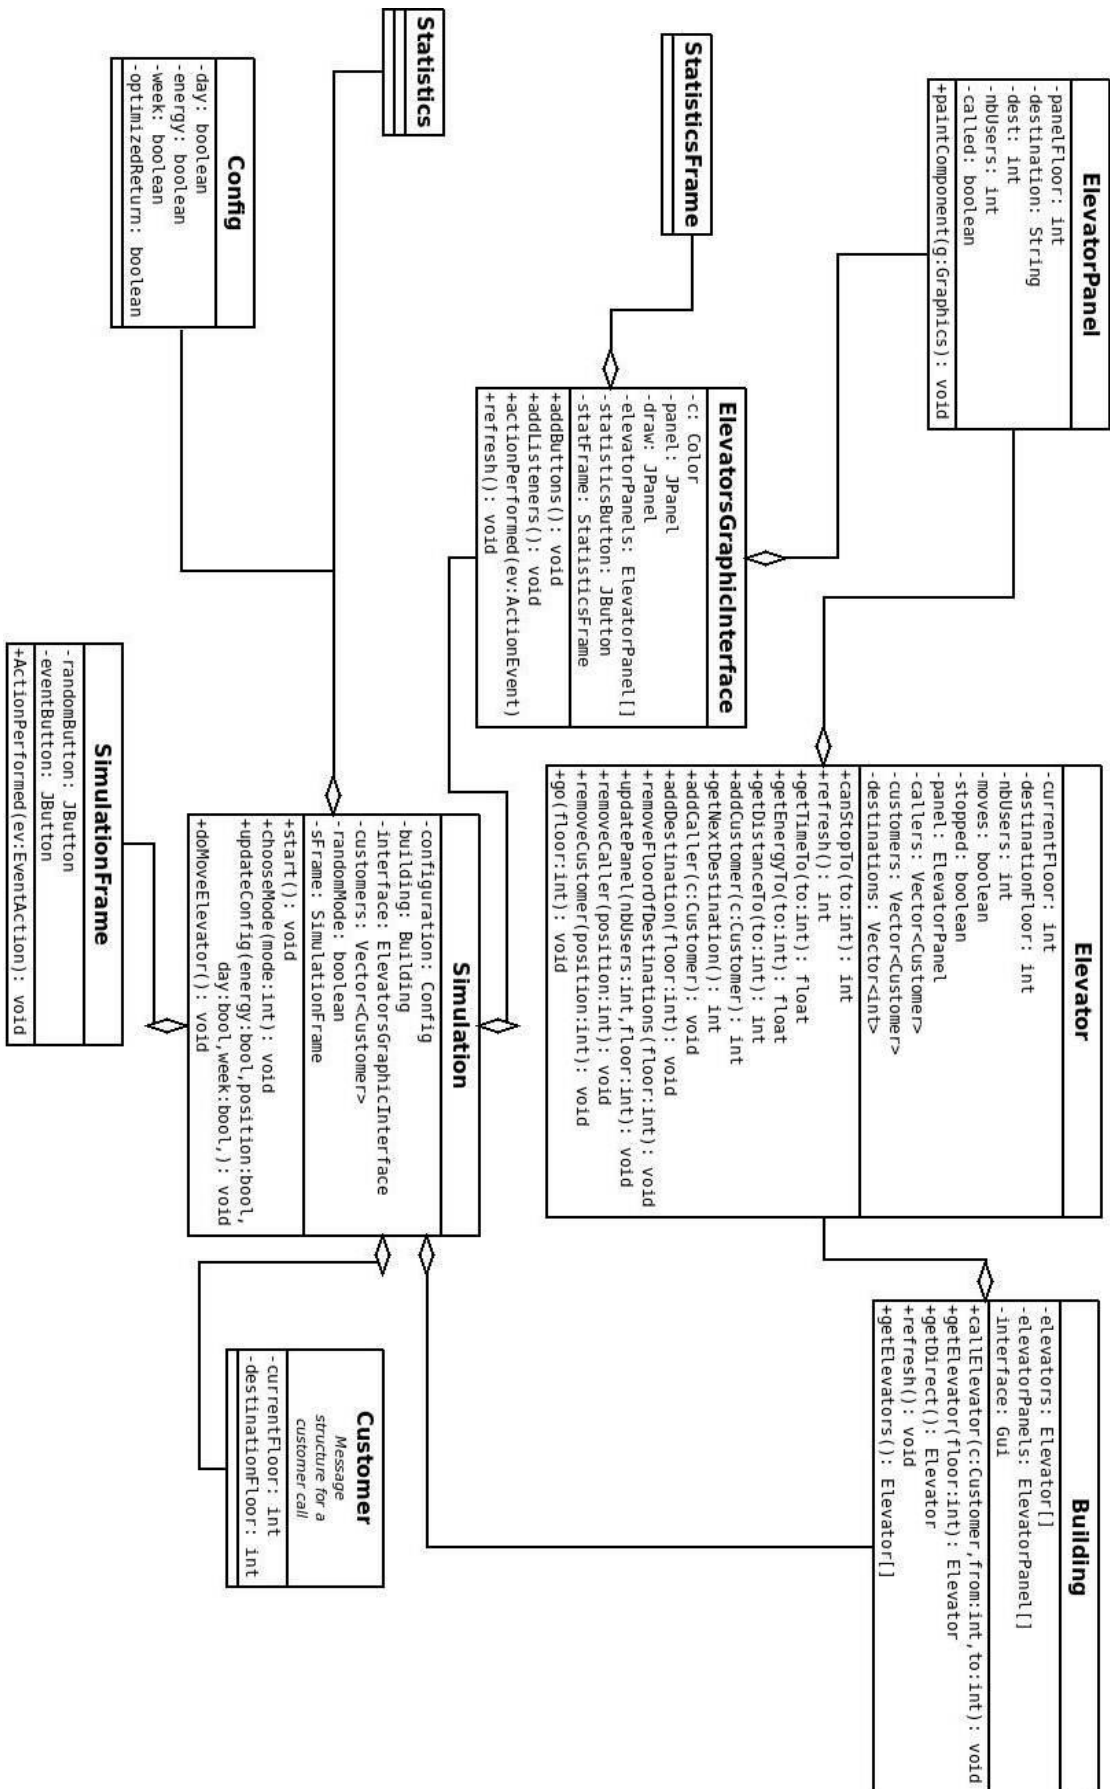 ElevatorPanel
-panelFloor: int
-destination: String
-dest: int
-nbUsers: int
-called: boolean
+paintComponent(g:Graphics): void
Elevator
-currentFloor: int
-destinationFloor: int
-nbUsers: int
-moves: boolean
-stopped: boolean
-panel: ElevatorPanel
-callers: Vector<Customer>
-customers: Vector<Customer>
-destinations: Vector<int>
+canStopTo(to:int): int
+refresh(): int
+getTimeTo(to:int): float
+getEnergyTo(to:int): float
+getDistanceTo(to:int): int
+addCustomer(c:Customer): int
+getNextDestination(): int
+addCaller(c:Customer): void
+addDestination(floor:int): void
+removeFloorOfDestinations(floor:int): void
+updatePanel(nbUsers:int,floor:int): void
+removeCaller(position:int): void
+removeCustomer(position:int): void
+go(floor:int): void
Building
-elevators: Elevator[]
-elevatorPanels: ElevatorPanel[]
-interface: Gui
+callElevator(c:Customer,from:int,to:int): void
+getElevator(floor:int): Elevator
+getDirect(): Elevator
+refresh(): void
+getElevators(): Elevator[]
StatisticsFrame
ElevatorsGraphicInterface
-c: Color
-panel: JPanel
-draw: JPanel
-elevatorPanels: ElevatorPanel[]
-statisticsButton: JButton
-statFrame: StatisticsFrame
+addButtons(): void
+addListeners(): void
+actionPerformed(ev:ActionEvent)
+refresh(): void
Statistics
Simulation
-configuration: Config
-building: Building
-interface: ElevatorsGraphicInterface
-customers: Vector<Customer>
-randomMode: boolean
-sFrame: SimulationFrame
+start(): void
+chooseMode(mode:int): void
+updateConfig(energy:bool,position:bool,
day:bool,week:bool,): void
+doMoveElevator(): void
Customer
Message
structure for a
customer call
-currentFloor: int
-destinationFloor: int
Config
-day: boolean
-energy: boolean
-week: boolean
-optimizedReturn: boolean
SimulationFrame
-randomButton: JButton
-eventButton: JButton
+ActionPerformed(ev:EventAction): void